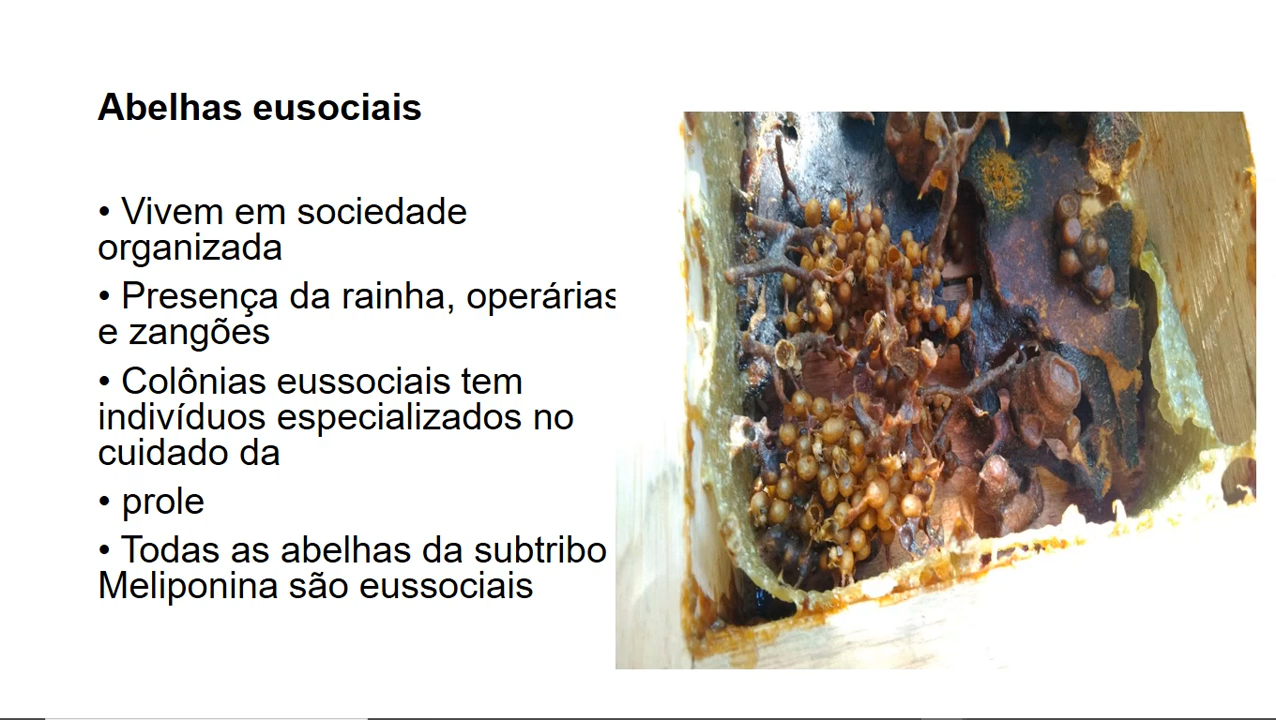 Abelhas eusociais
• Vivem em sociedade
organizada
• Presença da rainha, operárias
e zangões
• Colônias eussociais tem
indivíduos especializados no
cuidado da
• prole
• Todas as abelhas da subtribo
Meliponina são eussociais